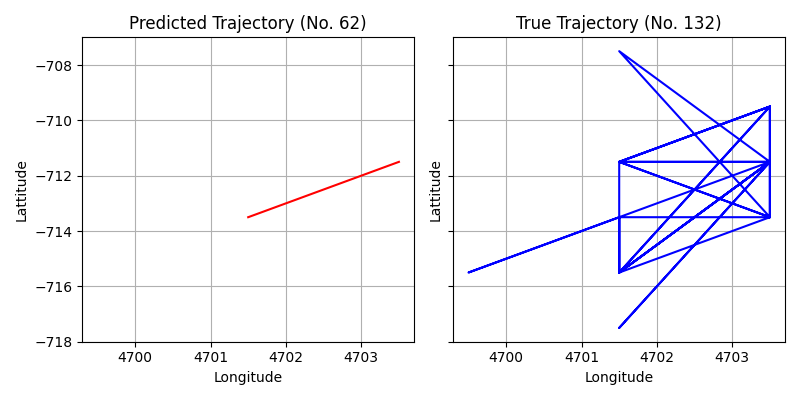 Predicted Trajectory (No. 62)
True Trajectory (No. 132)
Lattitude
−708
−710
−712
−714
−716
−718
4700
4701
4702
4703
Longitude
Lattitude
4700
4701
4702
4703
Longitude